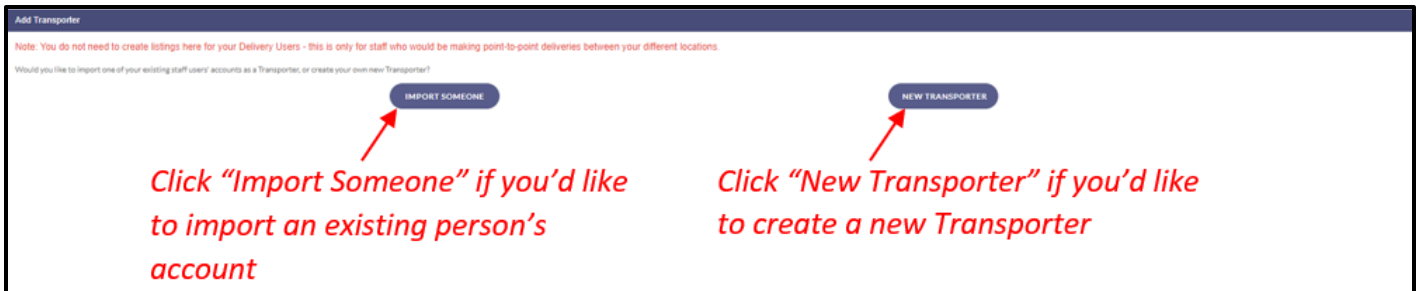 Add Transporter
Note: You do not need to create listings here for your Delivery Users - this is only for staff who would be making point-to-point deliveries between your different locations.
Would you like to import one of your existing staff users' accounts as a Transporter, or create your own new Transporter?
IMPORT SOMEONE
NEW TRANSPORTER
Click “Import Someone” if you’d like
to import an existing person’s
account
Click “New Transporter” if you’d like
to create a new Transporter